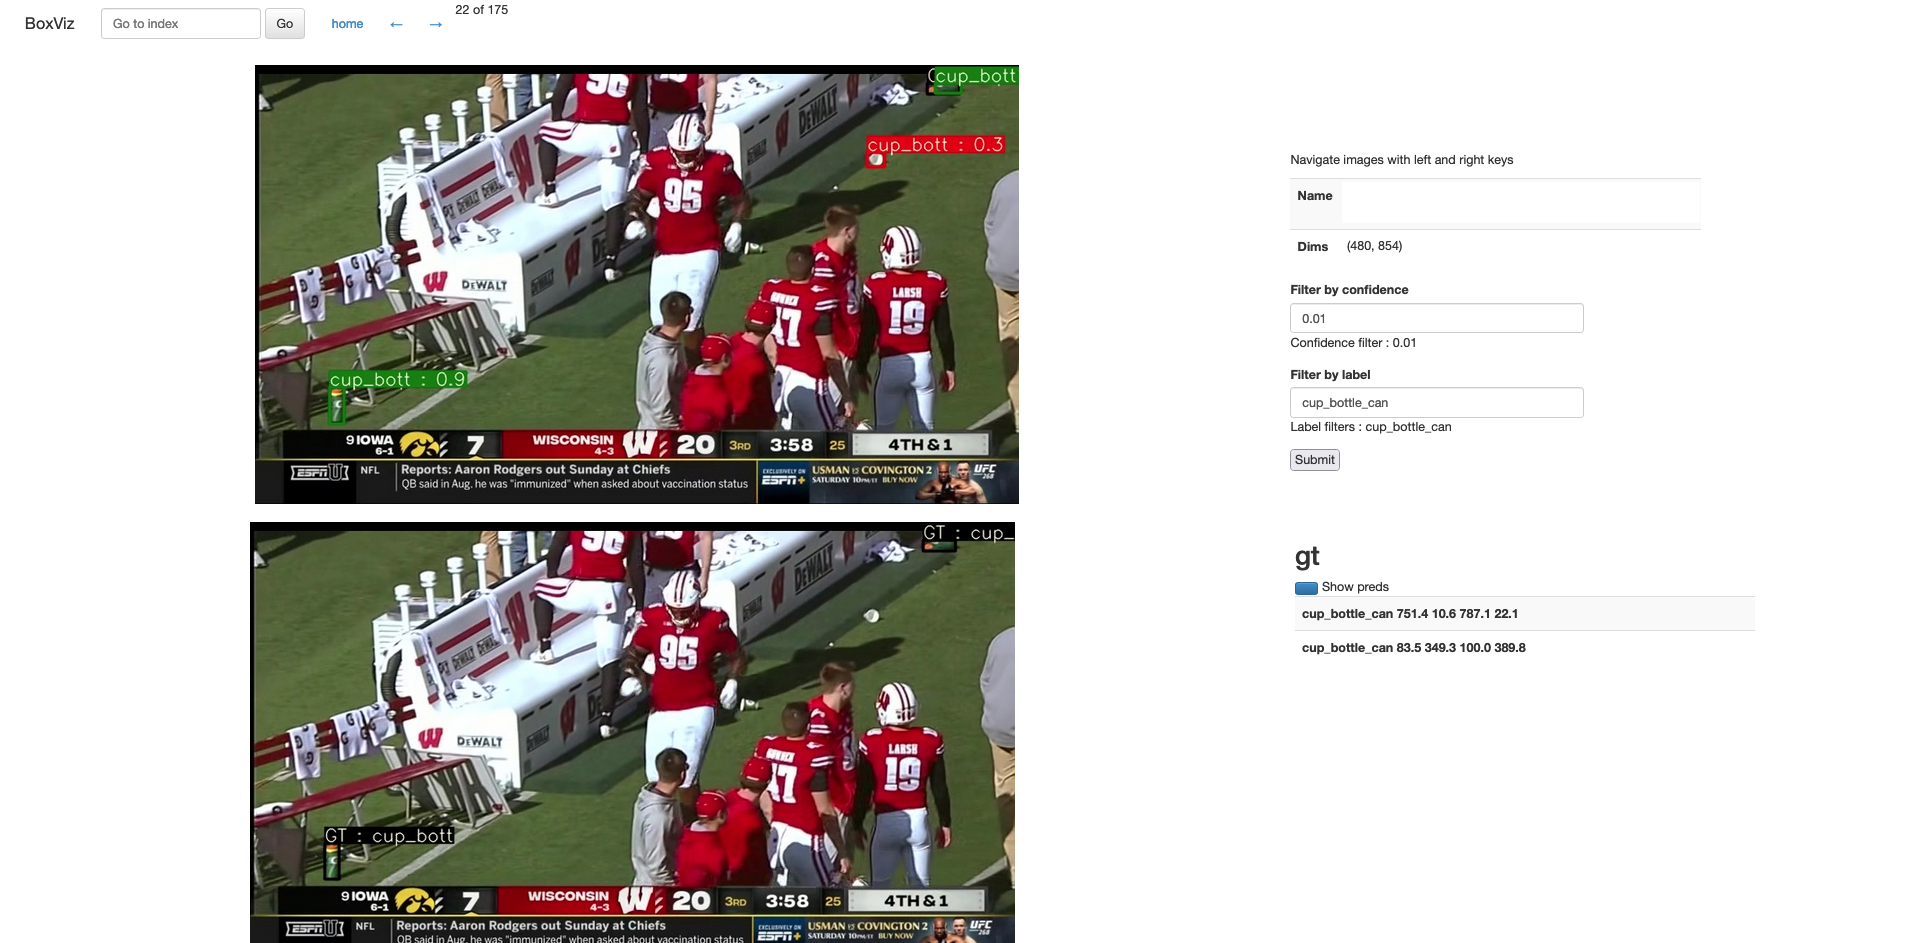 BoxViz
Go to index
Go
home
←
→
22 of 175
cup_bott
cup_bott : 0.3
96
DEWALT
DEWALT
95
W
DEWALT
LARSH
19
47
cup_bott : 0.9
9 IOWA
6-1
7
WISCONSIN
4-3
W
20
3RD
3:58
25
4TH & 1
ESPNU
NFL
Reports: Aaron Rodgers out Sunday at Chiefs
QB said in Aug. he was "immunized" when asked about vaccination status
EXCLUSIVELY ON
ESPN+
USMAN vs COVINGTON 2
SATURDAY 10PM/ET BUY NOW
UFC
268
Navigate images with left and right keys
Name
Dims (480, 854)
Filter by confidence
0.01
Confidence filter : 0.01
Filter by label
cup_bottle_can
Label filters : cup_bottle_can
Submit
GT : cup_
96
DEWALT
95
W
DEWALT
LARSH
19
47
GT : cup_bott
9 IOWA
6-1
7
WISCONSIN
4-3
W
20
3RD
3:58
25
4TH & 1
ESPNU
NFL
Reports: Aaron Rodgers out Sunday at Chiefs
QB said in Aug. he was "immunized" when asked about vaccination status
EXCLUSIVELY ON
ESPN+
USMAN vs COVINGTON 2
SATURDAY 10PM/ET BUY NOW
UFC
268
gt
Show preds
cup_bottle_can 751.4 10.6 787.1 22.1
cup_bottle_can 83.5 349.3 100.0 389.8